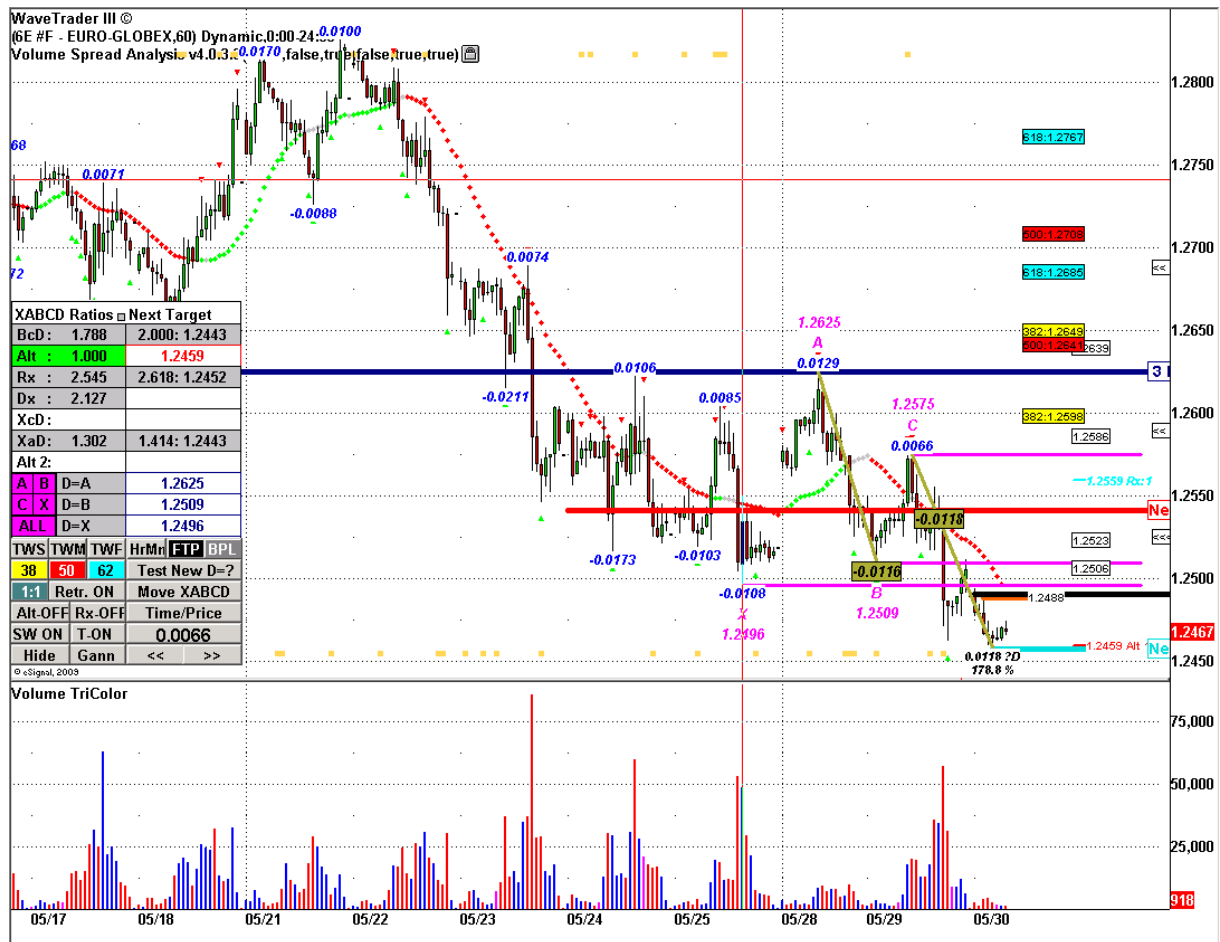 WaveTrader III ©
(6E #F - EURO-GLOBEX,60) Dynamic,0:00-24:
Volume Spread Analysis v4.0.3. ,false,true,false,true,true)
0.0170
0.0100
1.2800
68
618:1.2767
1.2750
0.0071
-0.0088
1.2700
500:1.2708
72
0.0074
618:1.2685
<<
1.2650
1.2625
A
382:1.2649
500:1.2641
2639
0.0129
0.0106
3
-0.0211
0.0085
1.2600
1.2575
C
382:1.2598
0.0066
1.2586
<<
1.2550
1.2559 Rx:1
-0.0118
Ne
-0.0173
-0.0103
1.2523
<<
-0.0116
1.2506
1.2500
-0.0108
B
1.2509
X
1.2496
1.2488
1.2467
1.2459 Alt
Ne
1.2450
0.0118 ?D
178.8 %
XABCD Ratios Next Target
BcD: 1.788 2.000: 1.2443
Alt : 1.000 1.2459
Rx : 2.545 2.618: 1.2452
Dx : 2.127
XcD:
XaD: 1.302 1.414: 1.2443
Alt 2:
A B D=A 1.2625
C X D=B 1.2509
ALL D=X 1.2496
TWS TWM TWF HrMn FTP BPL
38 50 62 Test New D=?
1:1 Retr. ON Move XABCD
Alt-OFF Rx-OFF Time/Price
SW ON T-ON 0.0066
Hide Gann << >>
© eSignal, 2009
Volume TriColor
75,000
50,000
25,000
918
05/17 05/18 05/21 05/22 05/23 05/24 05/25 05/28 05/29 05/30